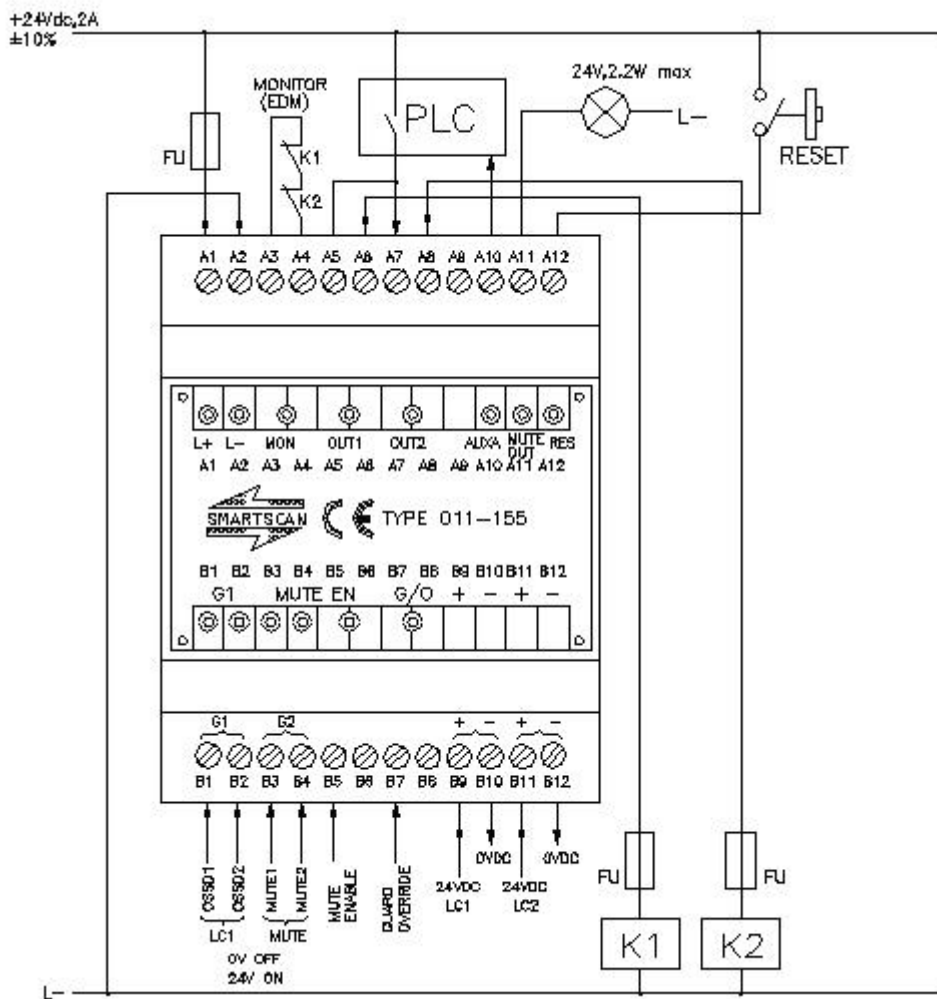 +24Vdc,2A
±10%
MONITOR
(EDM)
24V,2.2W max
PLC
L-
K1
FU
RESET
K2
A1 A2 A3 A4 A5 A6 A7 A8 A9 A10 A11 A12
L+ L- MON OUT1 OUT2 AUXA MUTE OUT RES
A1 A2 A3 A4 A5 A6 A7 A8 A9 A10 A11 A12
SMARTSCAN CE TYPE 011-155
B1 B2 B3 B4 B5 B6 B7 B8 B9 B10 B11 B12
G1 MUTE EN G/O + - + -
G1 G2 + - + -
B1 B2 B3 B4 B5 B6 B7 B8 B9 B10 B11 B12
OSSD1
OSSD2
MUTE1
MUTE2
MUTE
ENABLE
GUARD
OVERRIDE
0VDC
0VDC
24VDC
LC1
24VDC
LC2
FU
FU
LC1
MUTE
0V OFF
24V ON
K1
K2
L-